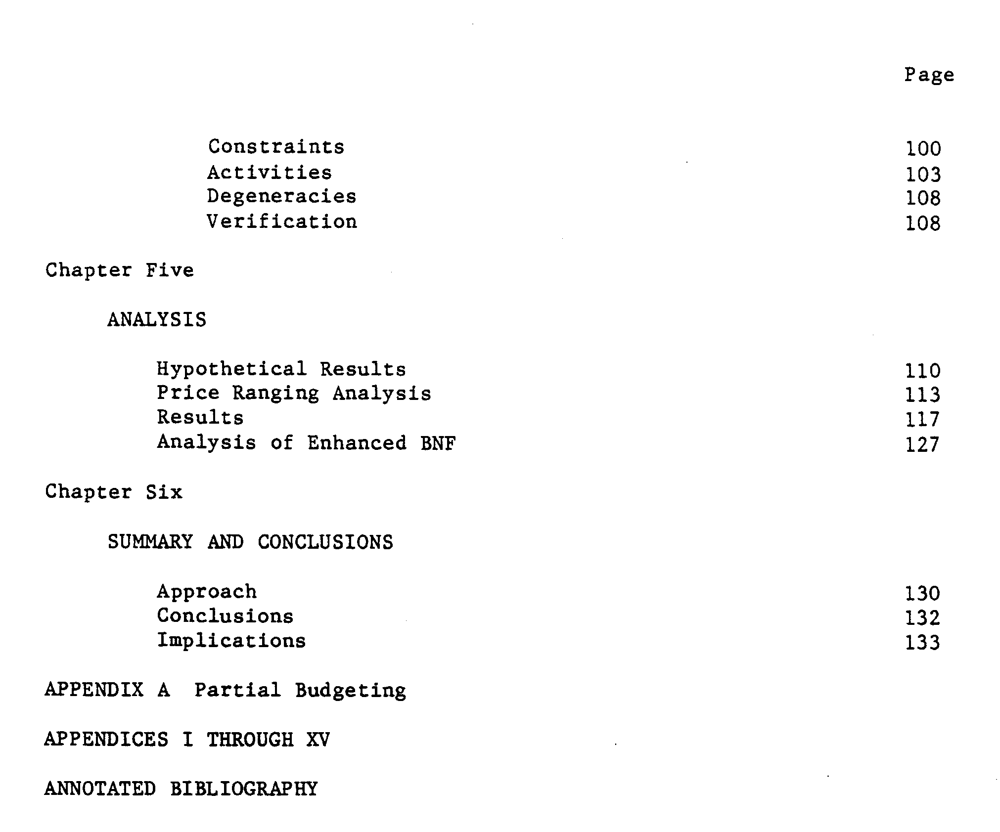 Page
Constraints 100
Activities 103
Degeneracies 108
Verification 108
Chapter Five
ANALYSIS
Hypothetical Results 110
Price Ranging Analysis 113
Results 117
Analysis of Enhanced BNF 127
Chapter Six
SUMMARY AND CONCLUSIONS
Approach 130
Conclusions 132
Implications 133
APPENDIX A Partial Budgeting
APPENDICES I THROUGH XV
ANNOTATED BIBLIOGRAPHY